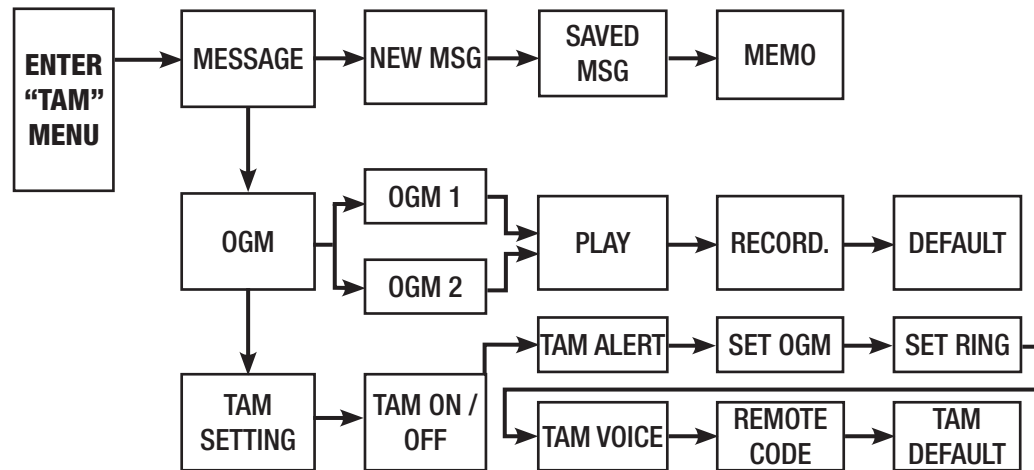 ENTER
“TAM”
MENU
MESSAGE
NEW MSG
SAVED
MSG
MEMO
OGM
OGM 1
OGM 2
PLAY
RECORD.
DEFAULT
TAM
SETTING
TAM ON /
OFF
TAM ALERT
SET OGM
SET RING
TAM VOICE
REMOTE
CODE
TAM
DEFAULT